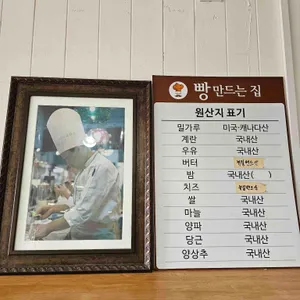 빵 만드는 집
원산지 표기
밀가루 미국·캐나다산
계란 국내산
우유 국내산
버터
밤 국내산( )
치즈
쌀 국내산
마늘 국내산
양파 국내산
당근 국내산
양상추 국내산